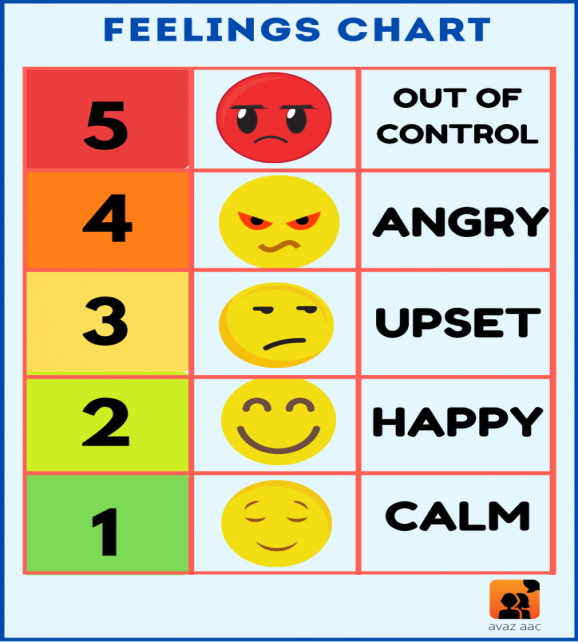 FEELINGS CHART
5
OUT OF
CONTROL
4
ANGRY
3
UPSET
2
HAPPY
1
CALM
avaz aac